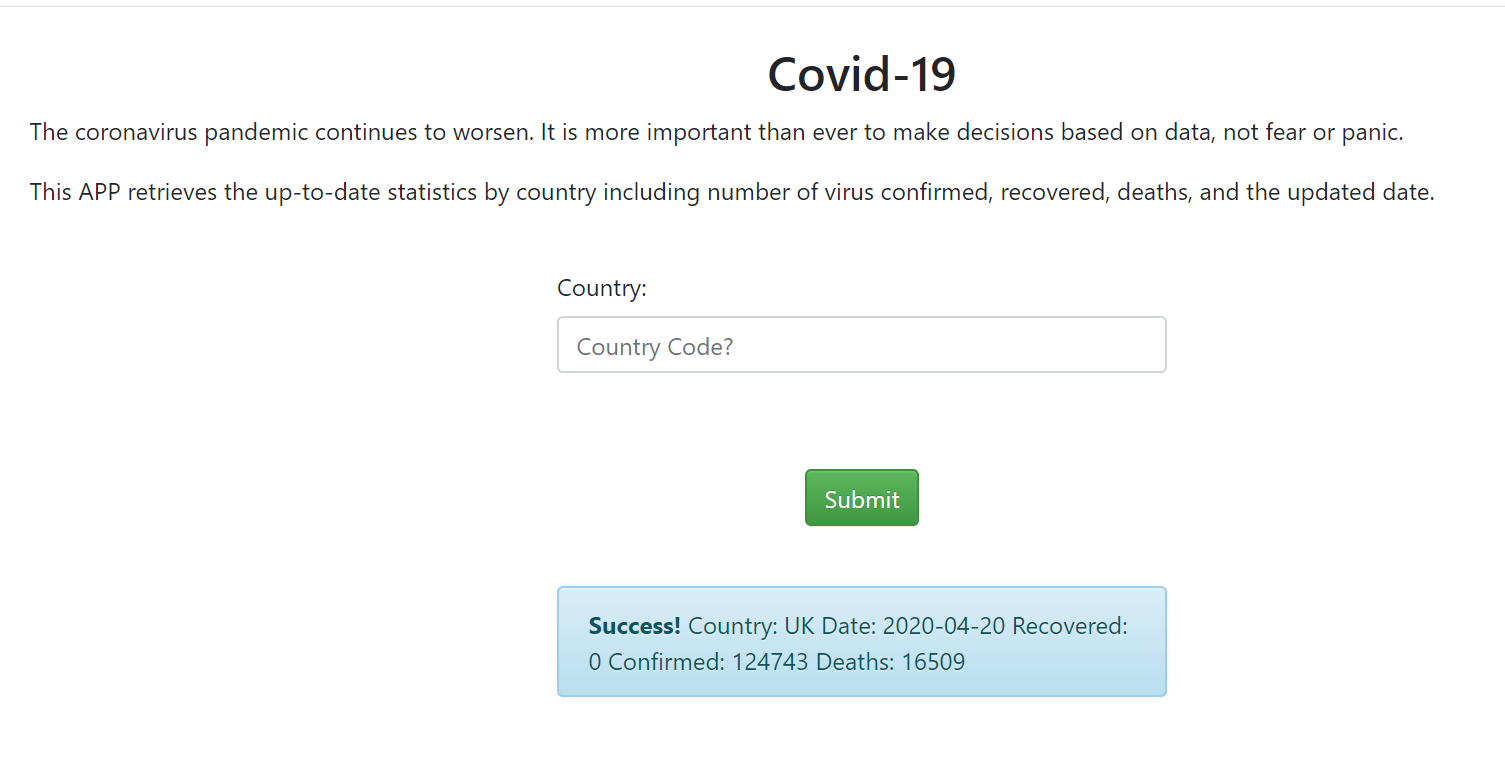 Covid-19
The coronavirus pandemic continues to worsen. It is more important than ever to make decisions based on data, not fear or panic.
This APP retrieves the up-to-date statistics by country including number of virus confirmed, recovered, deaths, and the updated date.
Country:
Country Code?
Submit
Success! Country: UK Date: 2020-04-20 Recovered:
0 Confirmed: 124743 Deaths: 16509